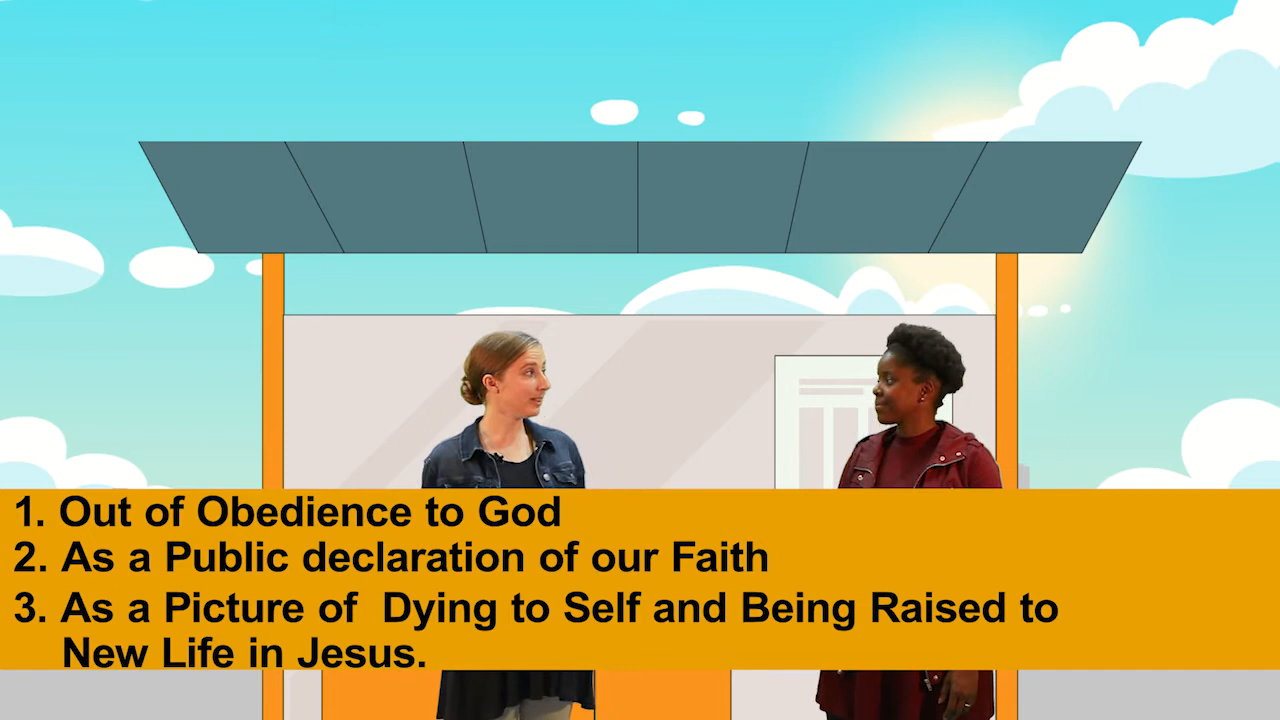 1. Out of Obedience to God
2. As a Public declaration of our Faith
3. As a Picture of  Dying to Self and Being Raised to
New Life in Jesus.